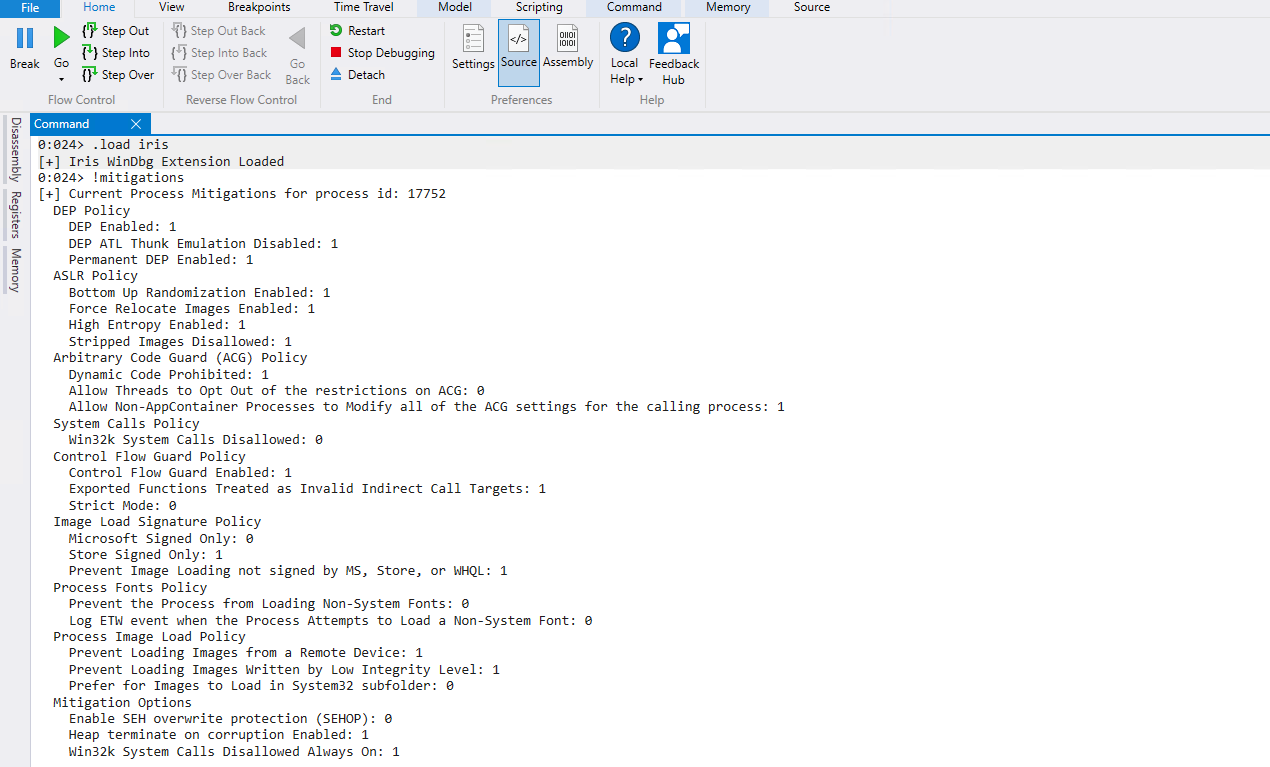 File Home View Breakpoints Time Travel Model Scripting Command Memory Source
Break
Go
Step Out
Step Into
Step Over
Flow Control
Step Out Back
Step Into Back
Step Over Back
Go
Back
Reverse Flow Control
Restart
Stop Debugging
Detach
End
Settings
Source
Assembly
Preferences
Local
Help
Feedback
Hub
Help
Disassembly
Registers
Memory
Command
0:024> .load iris
[+] Iris WinDbg Extension Loaded
0:024> !mitigations
[+] Current Process Mitigations for process id: 17752
DEP Policy
DEP Enabled: 1
DEP ATL Thunk Emulation Disabled: 1
Permanent DEP Enabled: 1
ASLR Policy
Bottom Up Randomization Enabled: 1
Force Relocate Images Enabled: 1
High Entropy Enabled: 1
Stripped Images Disallowed: 1
Arbitrary Code Guard (ACG) Policy
Dynamic Code Prohibited: 1
Allow Threads to Opt Out of the restrictions on ACG: 0
Allow Non-AppContainer Processes to Modify all of the ACG settings for the calling process: 1
System Calls Policy
Win32k System Calls Disallowed: 0
Control Flow Guard Policy
Control Flow Guard Enabled: 1
Exported Functions Treated as Invalid Indirect Call Targets: 1
Strict Mode: 0
Image Load Signature Policy
Microsoft Signed Only: 0
Store Signed Only: 1
Prevent Image Loading not signed by MS, Store, or WHQL: 1
Process Fonts Policy
Prevent the Process from Loading Non-System Fonts: 0
Log ETW event when the Process Attempts to Load a Non-System Font: 0
Process Image Load Policy
Prevent Loading Images from a Remote Device: 1
Prevent Loading Images Written by Low Integrity Level: 1
Prefer for Images to Load in System32 subfolder: 0
Mitigation Options
Enable SEH overwrite protection (SEHOP): 0
Heap terminate on corruption Enabled: 1
Win32k System Calls Disallowed Always On: 1